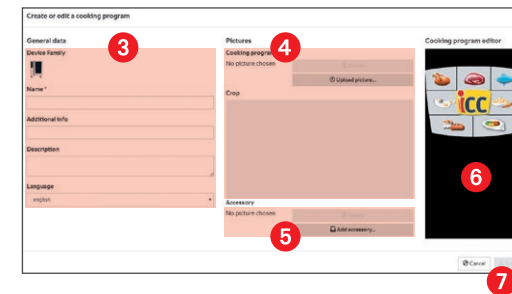 Create or edit a cooking program
General data
3
Device Family
Name *
Additional info
Description
Language
english
Pictures
4
Cooking program
No picture chosen
Delete
Upload picture...
Crop
Accessory
No picture chosen
5
Add accessory...
Cooking program editor
iCC
6
Cancel
7